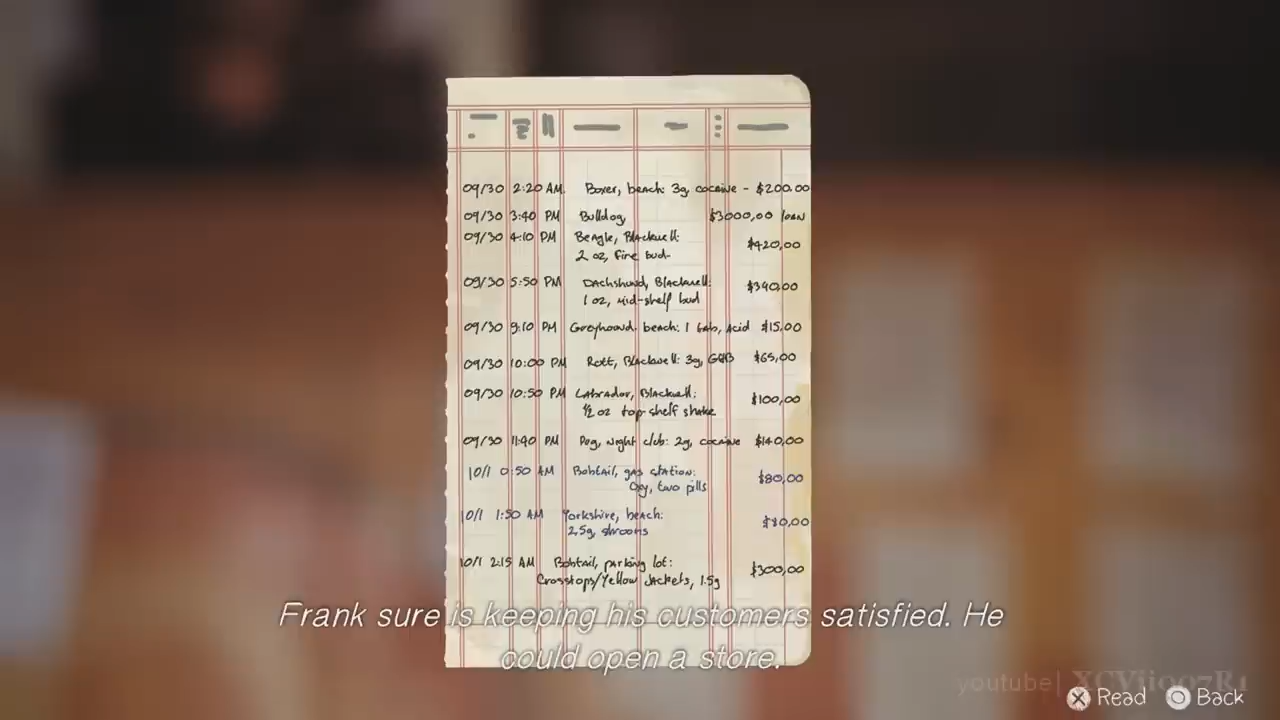 09/30 2:20 AM. Boxer, beach: 3g, cocaine - $200.00
09/30 3:40 PM Bulldog, $3000,00 loan
09/30 4:10 PM Beagle, Blackwell: $420,00
2 oz, fire bud
09/30 5:50 PM Dachshund, Blackwell: $340,00
1 oz, mid-shelf bud
09/30 9:10 PM Greyhound, beach: 1 tab, Acid $15,00
09/30 10:00 PM Rott, Blackwell: 3g, GHB $65,00
09/30 10:50 PM Labrador, Blackwell: $100,00
1/2 oz top-shelf shake
09/30 11:40 PM Pug, night club: 2g, cocaine $140,00
10/1 0:50 AM Bobtail, gas station: $80,00
Oxy, two pills
10/1 1:50 AM Yorkshire, beach:
2,5g, shrooms
10/1 2:15 AM Bobtail, parking lot: $300,00
Crosstops/Yellow Jackets, 1.5g
Frank sure is keeping his customers satisfied. He
could open a store.
youtube| XCVii007R1
Read Back